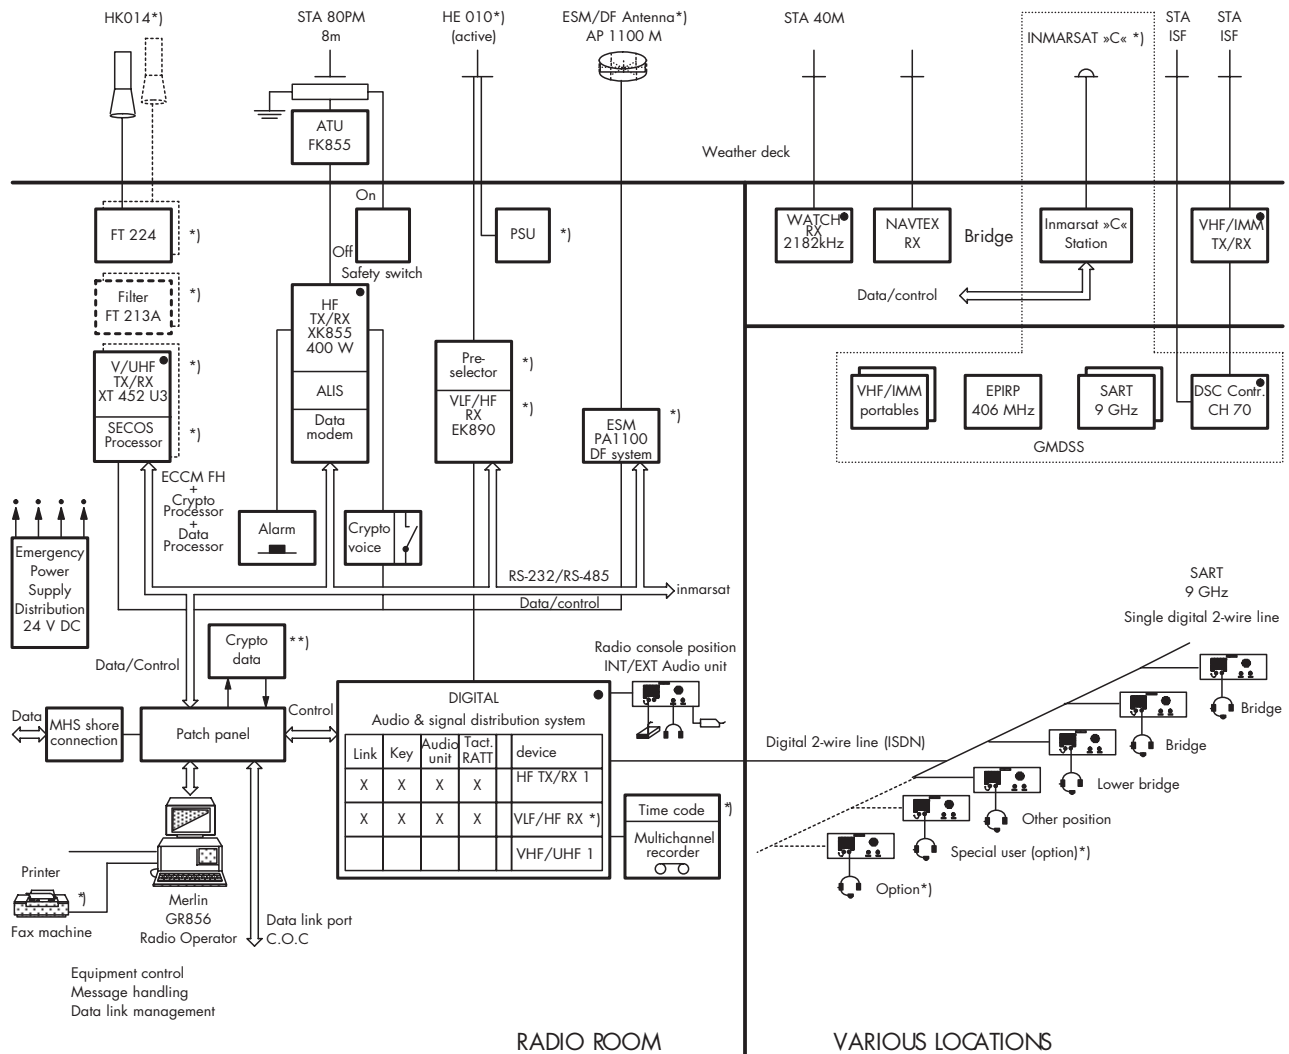 HK014*)
STA 80PM
8m
HE 010*)
(active)
ESM/DF Antenna*)
AP 1100 M
STA 40M
INMARSAT »C« *)
STA
ISF
STA
ISF
ATU
FK855
Weather deck
FT 224
*)
On
Off
Safety switch
PSU
*)
WATCH
RX
2182kHz
NAVTEX
RX
Bridge
Inmarsat »C«
Station
VHF/IMM
TX/RX
Data/control
Filter
FT 213A
*)
HF
TX/RX
XK855
400 W
ALIS
Data
modem
V/UHF
TX/RX
XT 452 U3
*)
SECOS
Processor
*)
Pre-
selector
*)
VLF/HF
RX
EK890
*)
ESM
PA1100
DF system
*)
VHF/IMM
portables
EPIRP
406 MHz
SART
9 GHz
DSC Contr.
CH 70
GMDSS
ECCM FH
+
Crypto
Processor
+
Data
Processor
Alarm
Crypto
voice
Emergency
Power
Supply
Distribution
24 V DC
RS-232/RS-485
inmarsat
Data/control
SART
9 GHz
Single digital 2-wire line
Crypto
data
**)
Data/Control
Radio console position
INT/EXT Audio unit
Data
MHS shore
connection
Patch panel
Control
DIGITAL
Audio & signal distribution system
Link
Key
Audio
unit
Tact.
RATT
device
X X X X HF TX/RX 1
X X X X VLF/HF RX *)
VHF/UHF 1
Time code
*)
Multichannel
recorder
Digital 2-wire line (ISDN)
Bridge
Bridge
Lower bridge
Other position
Special user (option)*)
Option*)
Printer
*)
Fax machine
Merlin
GR856
Radio Operator
Data link port
C.O.C
Equipment control
Message handling
Data link management
RADIO ROOM
VARIOUS LOCATIONS